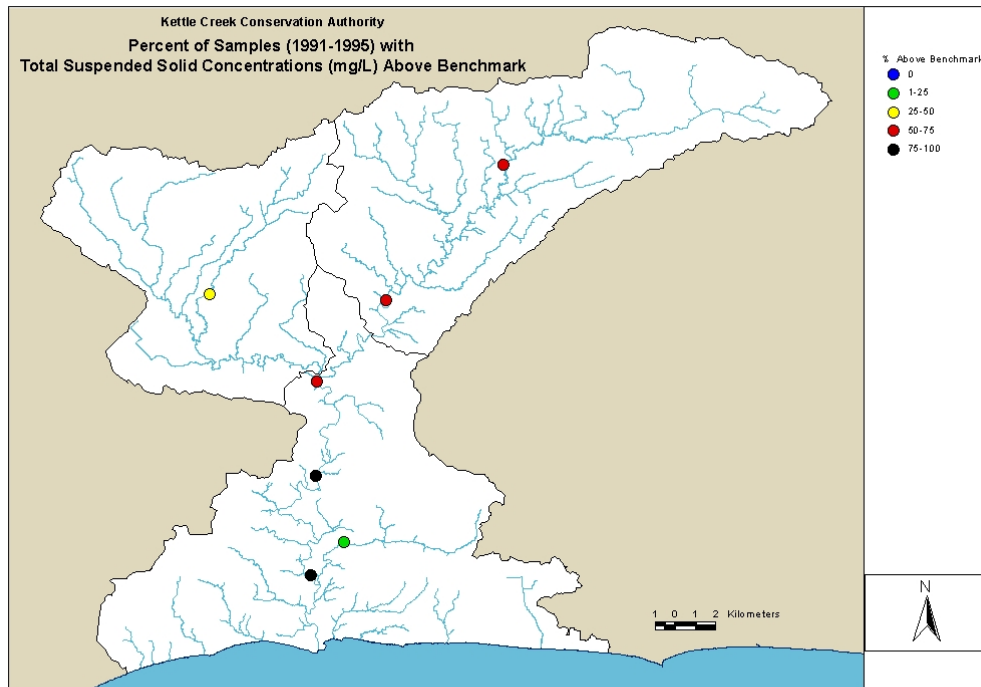 Kettle Creek Conservation Authority
Percent of Samples (1991-1995) with
Total Suspended Solid Concentrations (mg/L) Above Benchmark
% Above Benchmark
0
1-25
25-50
50-75
75-100
1 0 1 2 Kilometers
N